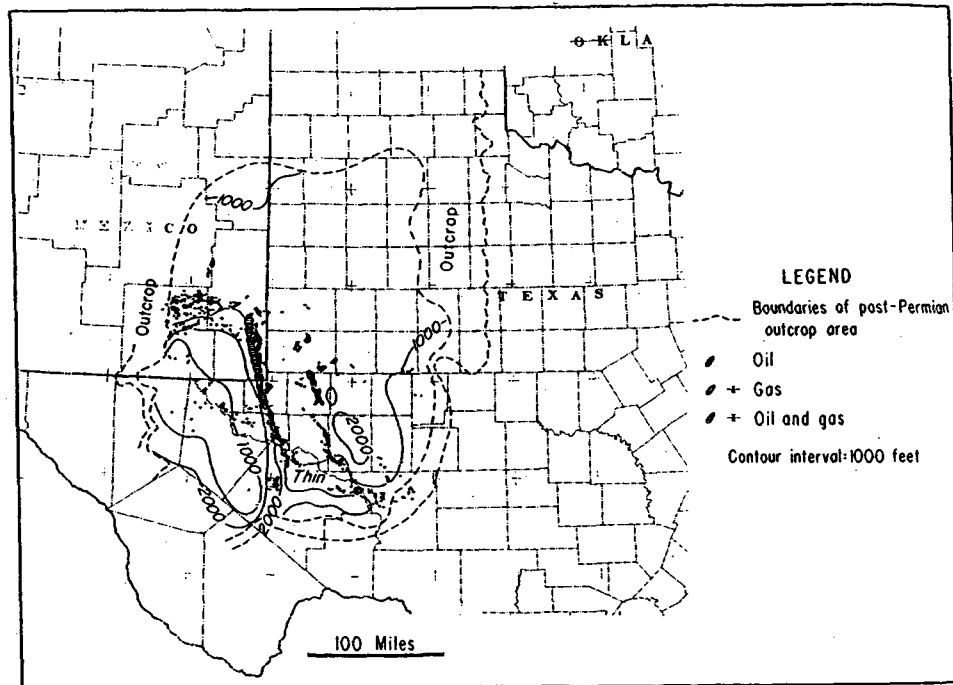 OKLA
1000
MEXICO
Outcrop
Outcrop
TEXAS
1000
2000
1000
Thin
2000
2000
100 Miles
LEGEND
Boundaries of post-Permian
outcrop area
Oil
Gas
Oil and gas
Contour interval:1000 feet